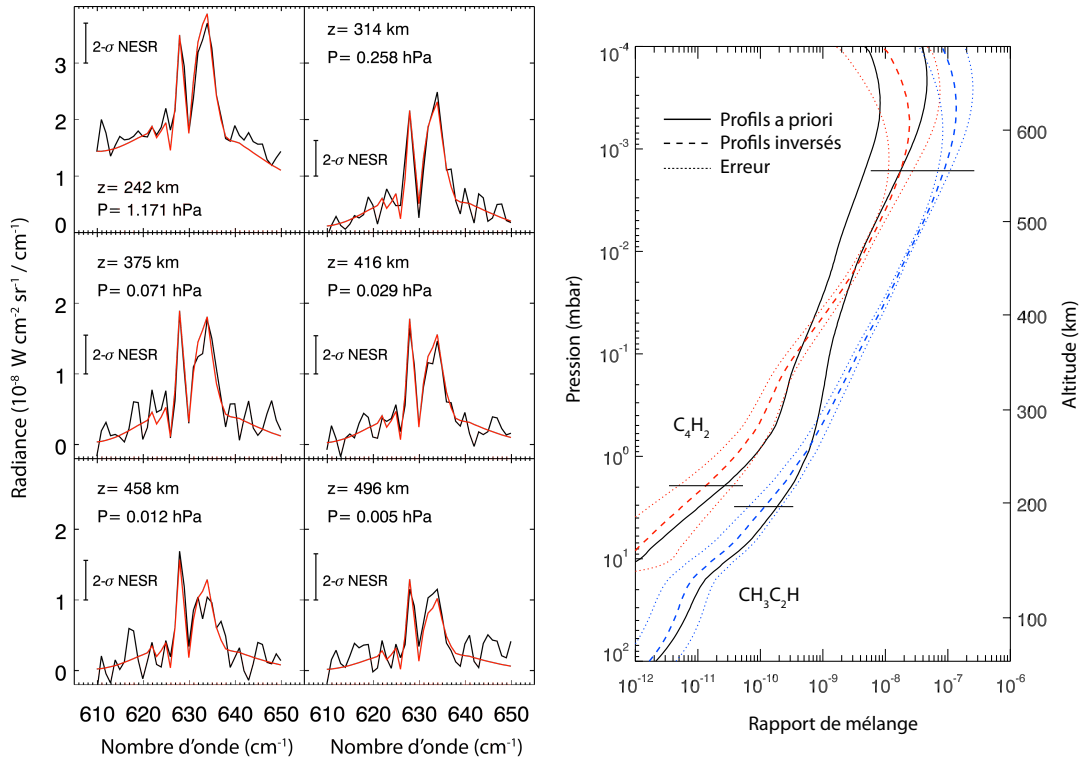 z= 242 km
P= 1.171 hPa
2-σ NESR
3
2
1
0
z= 314 km
P= 0.258 hPa
2-σ NESR
z= 375 km
P= 0.071 hPa
2-σ NESR
2
1
0
z= 416 km
P= 0.029 hPa
2-σ NESR
z= 458 km
P= 0.012 hPa
2-σ NESR
2
1
0
z= 496 km
P= 0.005 hPa
2-σ NESR
610 620 630 640 650
610 620 630 640 650
Nombre d'onde (cm⁻¹)
Nombre d'onde (cm⁻¹)
Radiance (10⁻⁸ W cm⁻² sr⁻¹ / cm⁻¹)
Profils a priori
Profils inversés
Erreur
C₄H₂
CH₃C₂H
Pression (mbar)
10⁻⁴
10⁻³
10⁻²
10⁻¹
10⁰
10¹
10²
Altitude (km)
600
500
400
300
200
100
10⁻¹² 10⁻¹¹ 10⁻¹⁰ 10⁻⁹ 10⁻⁸ 10⁻⁷ 10⁻⁶
Rapport de mélange